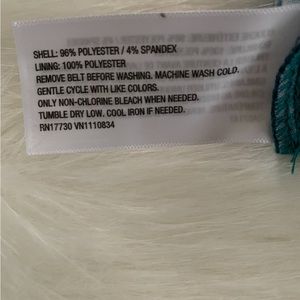 SHELL: 96% POLYESTER / 4% SPANDEX
LINING: 100% POLYESTER
REMOVE BELT BEFORE WASHING. MACHINE WASH COLD.
GENTLE CYCLE WITH LIKE COLORS.
ONLY NON-CHLORINE BLEACH WHEN NEEDED.
TUMBLE DRY LOW. COOL IRON IF NEEDED.
RN17730 VN1110834